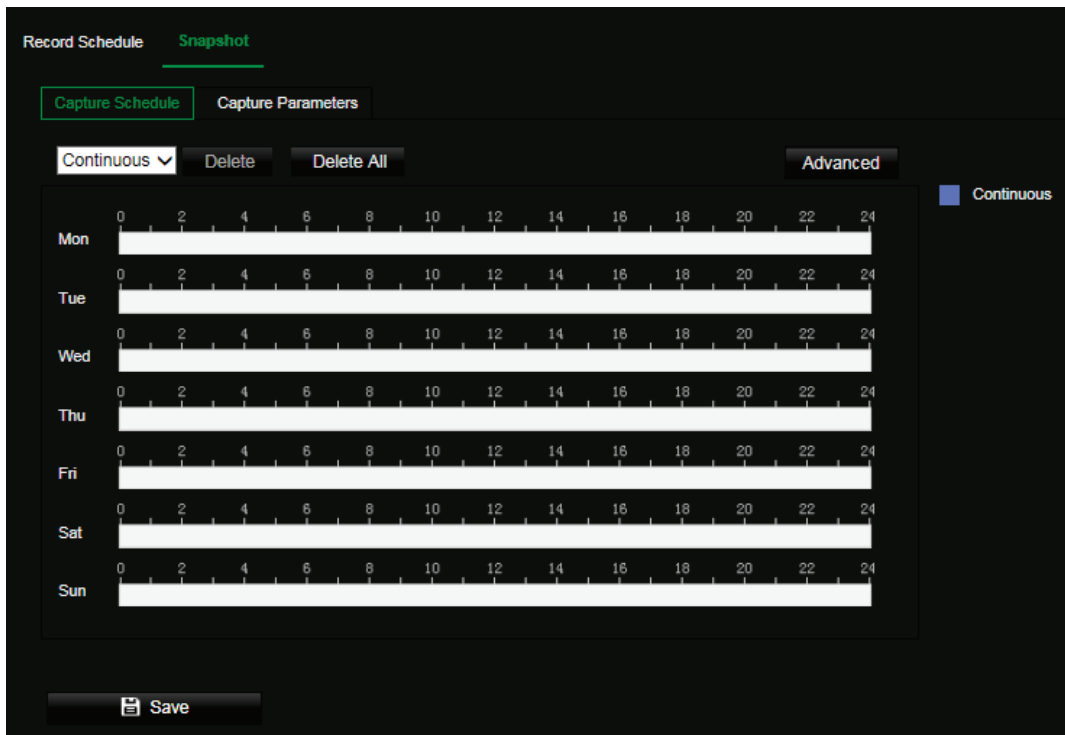 Record Schedule Snapshot
Capture Schedule Capture Parameters
Continuous Delete Delete All Advanced
Continuous
0 2 4 6 8 10 12 14 16 18 20 22 24
Mon
0 2 4 6 8 10 12 14 16 18 20 22 24
Tue
0 2 4 6 8 10 12 14 16 18 20 22 24
Wed
0 2 4 6 8 10 12 14 16 18 20 22 24
Thu
0 2 4 6 8 10 12 14 16 18 20 22 24
Fri
0 2 4 6 8 10 12 14 16 18 20 22 24
Sat
0 2 4 6 8 10 12 14 16 18 20 22 24
Sun
Save